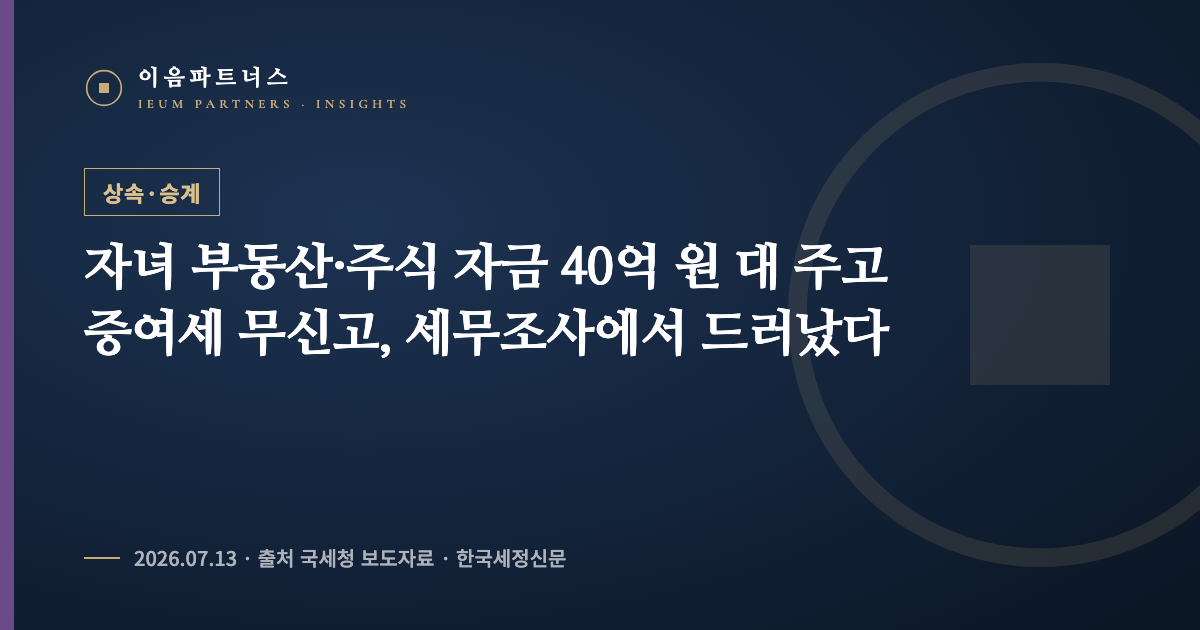 이음파트너스
IEUM PARTNERS · INSIGHTS
상속·승계
자녀 부동산·주식 자금 40억 원 대 주고
증여세 무신고, 세무조사에서 드러났다
2026.07.13 · 출처 국세청 보도자료 · 한국세정신문